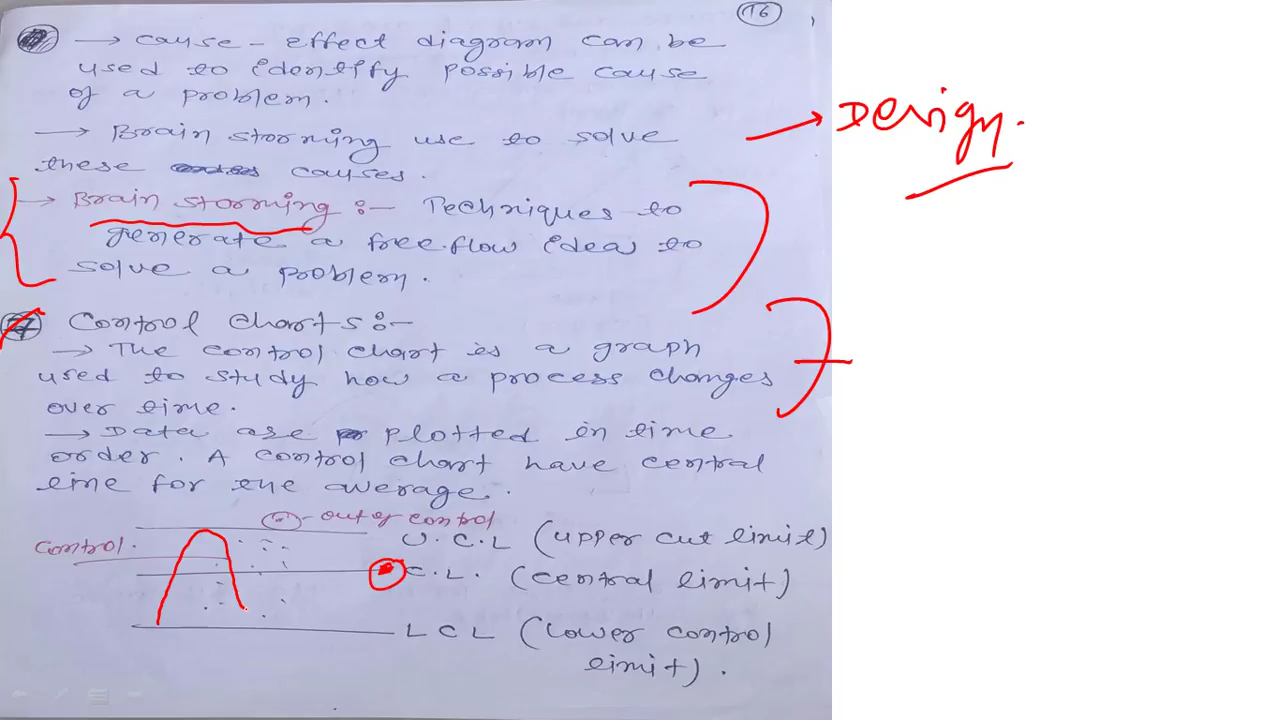 16
→ Cause - effect diagram can be
used to identify possible cause
of a problem.
→ Brain storming use to solve
these causes.
→ Design.
→ Brain storming :- Techniques to
generate a free flow idea to
solve a problem.
Control Charts :-
→ The control chart is a graph
used to study how a process changes
over time.
→ Data are plotted in time
order. A control chart have central
line for the average.
- out of control
Control.
U.C.L (upper cut limit)
C.L. (central limit)
L C L (lower control
limit).